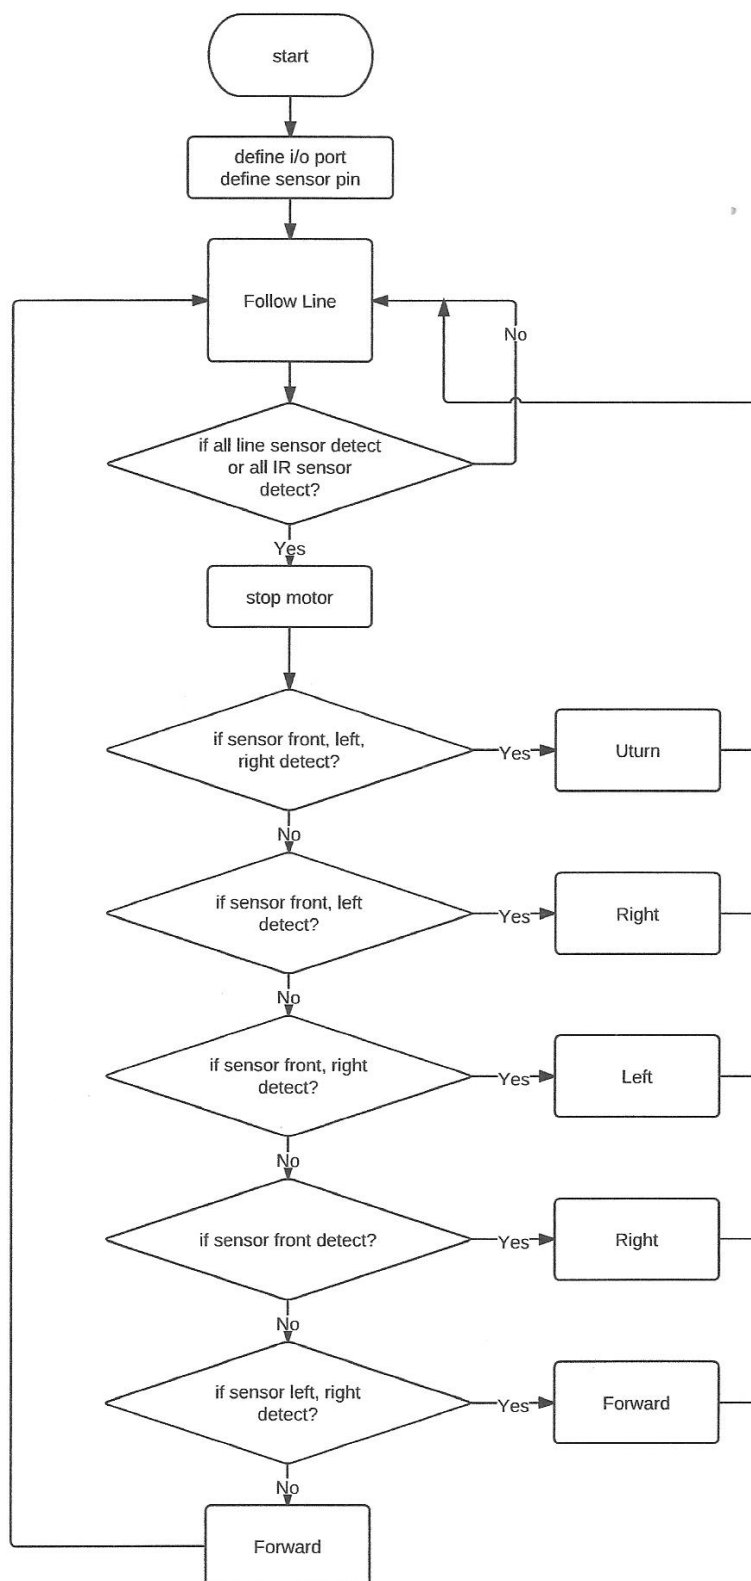 start
define i/o port
define sensor pin
Follow Line
No
if all line sensor detect
or all IR sensor
detect?
Yes
stop motor
if sensor front, left,
right detect?
Yes
Uturn
No
if sensor front, left
detect?
Yes
Right
No
if sensor front, right
detect?
Yes
Left
No
if sensor front detect?
Yes
Right
No
if sensor left, right
detect?
Yes
Forward
No
Forward